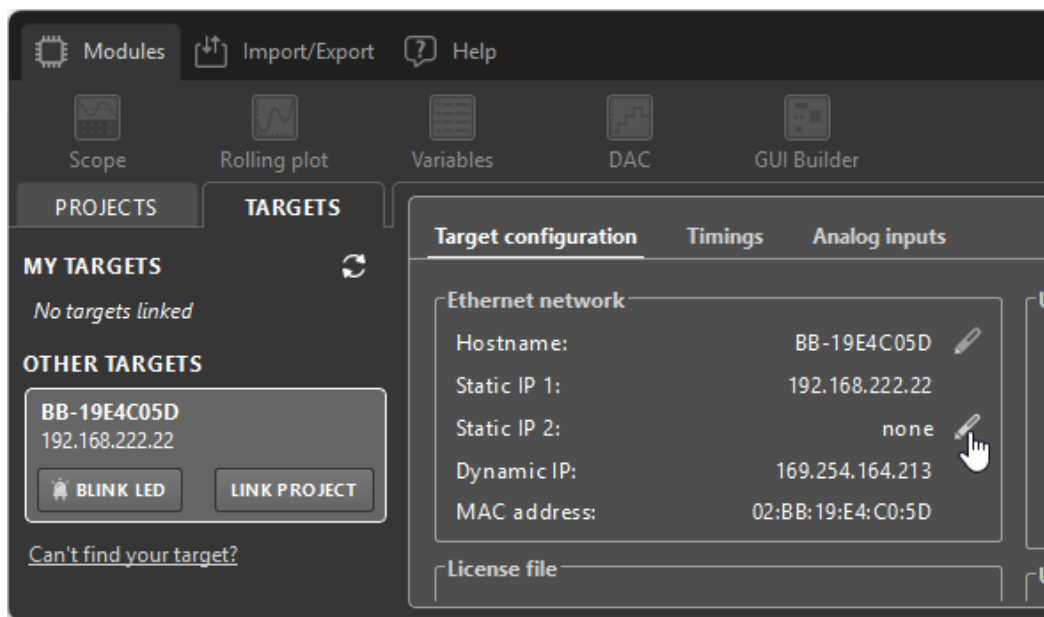 Modules Import/Export Help
Scope Rolling plot Variables DAC GUI Builder
PROJECTS TARGETS
MY TARGETS
No targets linked
OTHER TARGETS
BB-19E4C05D
192.168.222.22
BLINK LED LINK PROJECT
Can't find your target?
Target configuration Timings Analog inputs
Ethernet network
Hostname: BB-19E4C05D
Static IP 1: 192.168.222.22
Static IP 2: none
Dynamic IP: 169.254.164.213
MAC address: 02:BB:19:E4:C0:5D
License file